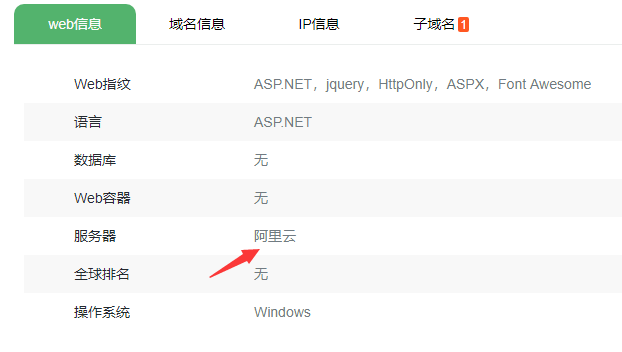 web信息 域名信息 IP信息 子域名 1
Web指纹 ASP.NET，jquery，HttpOnly，ASPX，Font Awesome
语言 ASP.NET
数据库 无
Web容器 无
服务器 阿里云
全球排名 无
操作系统 Windows